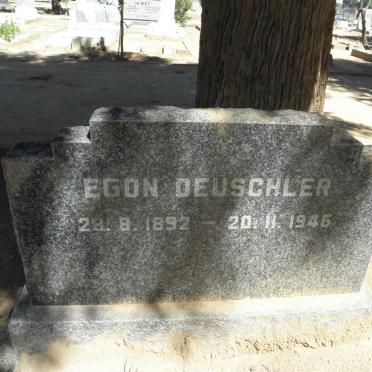 EGON DEUSCHLER
28. 8. 1892 — 20. 11. 1946